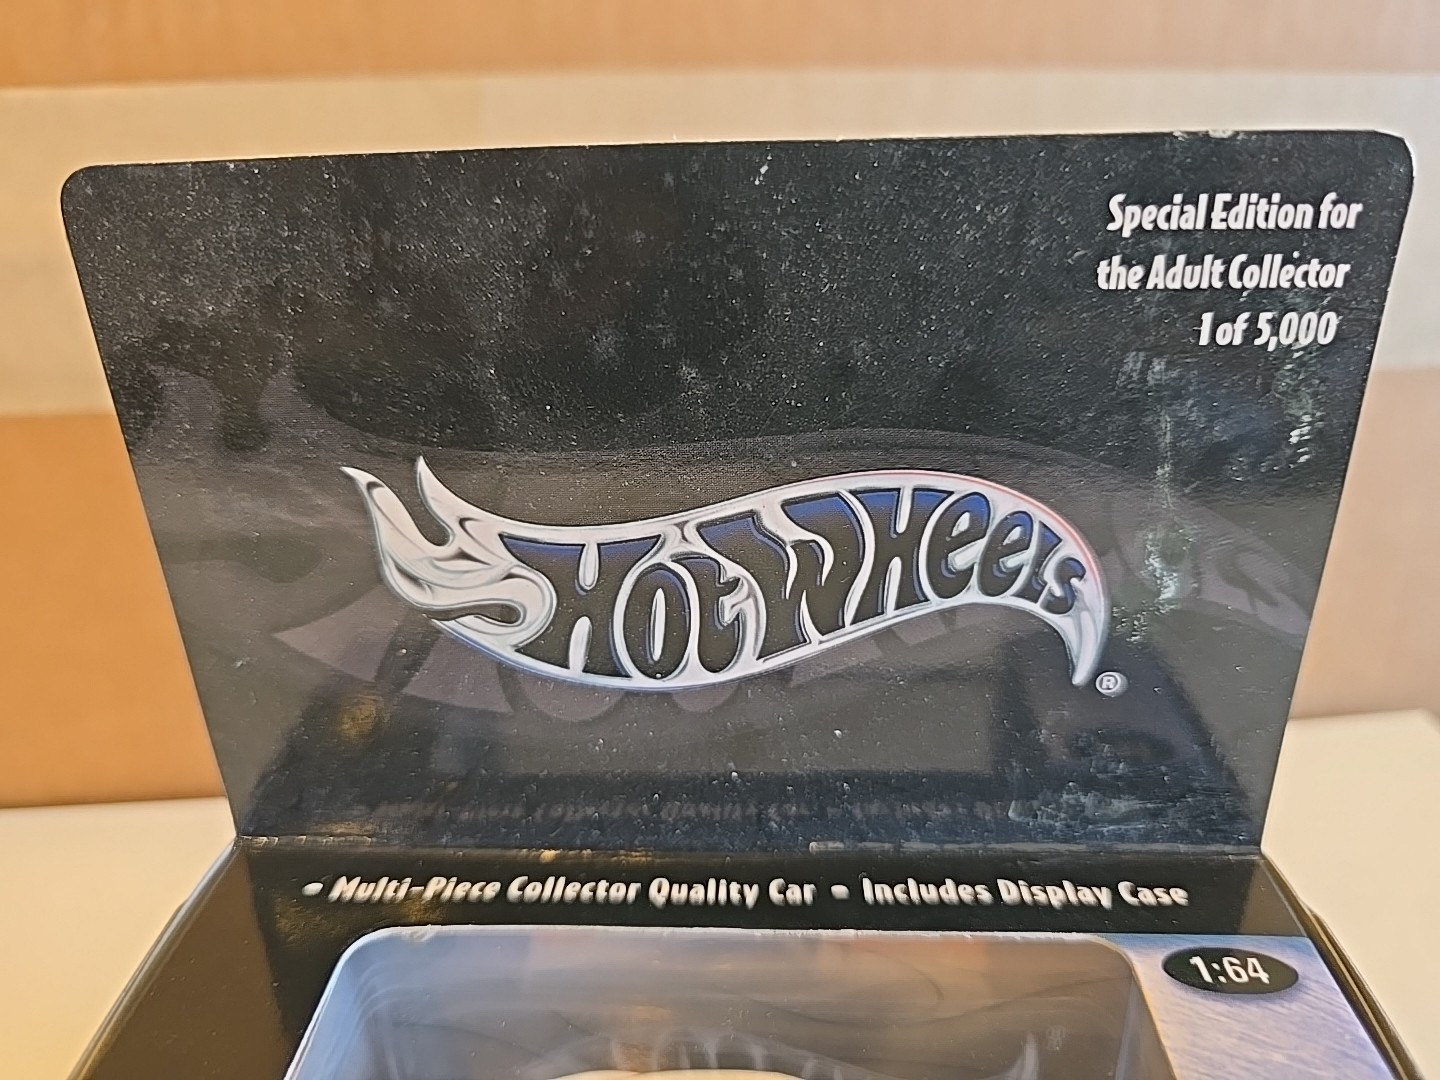 Special Edition for
the Adult Collector
1 of 5,000
Hot Wheels
®
• Multi-Piece Collector Quality Car • Includes Display Case
1:64